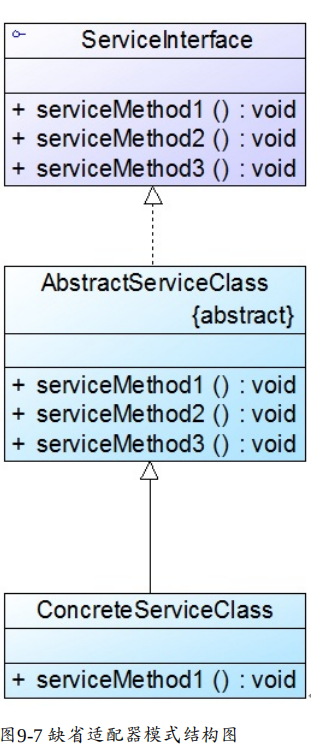 ServiceInterface
+ serviceMethod1 () : void
+ serviceMethod2 () : void
+ serviceMethod3 () : void
AbstractServiceClass
{abstract}
+ serviceMethod1 () : void
+ serviceMethod2 () : void
+ serviceMethod3 () : void
ConcreteServiceClass
+ serviceMethod1 () : void
图9-7 缺省适配器模式结构图